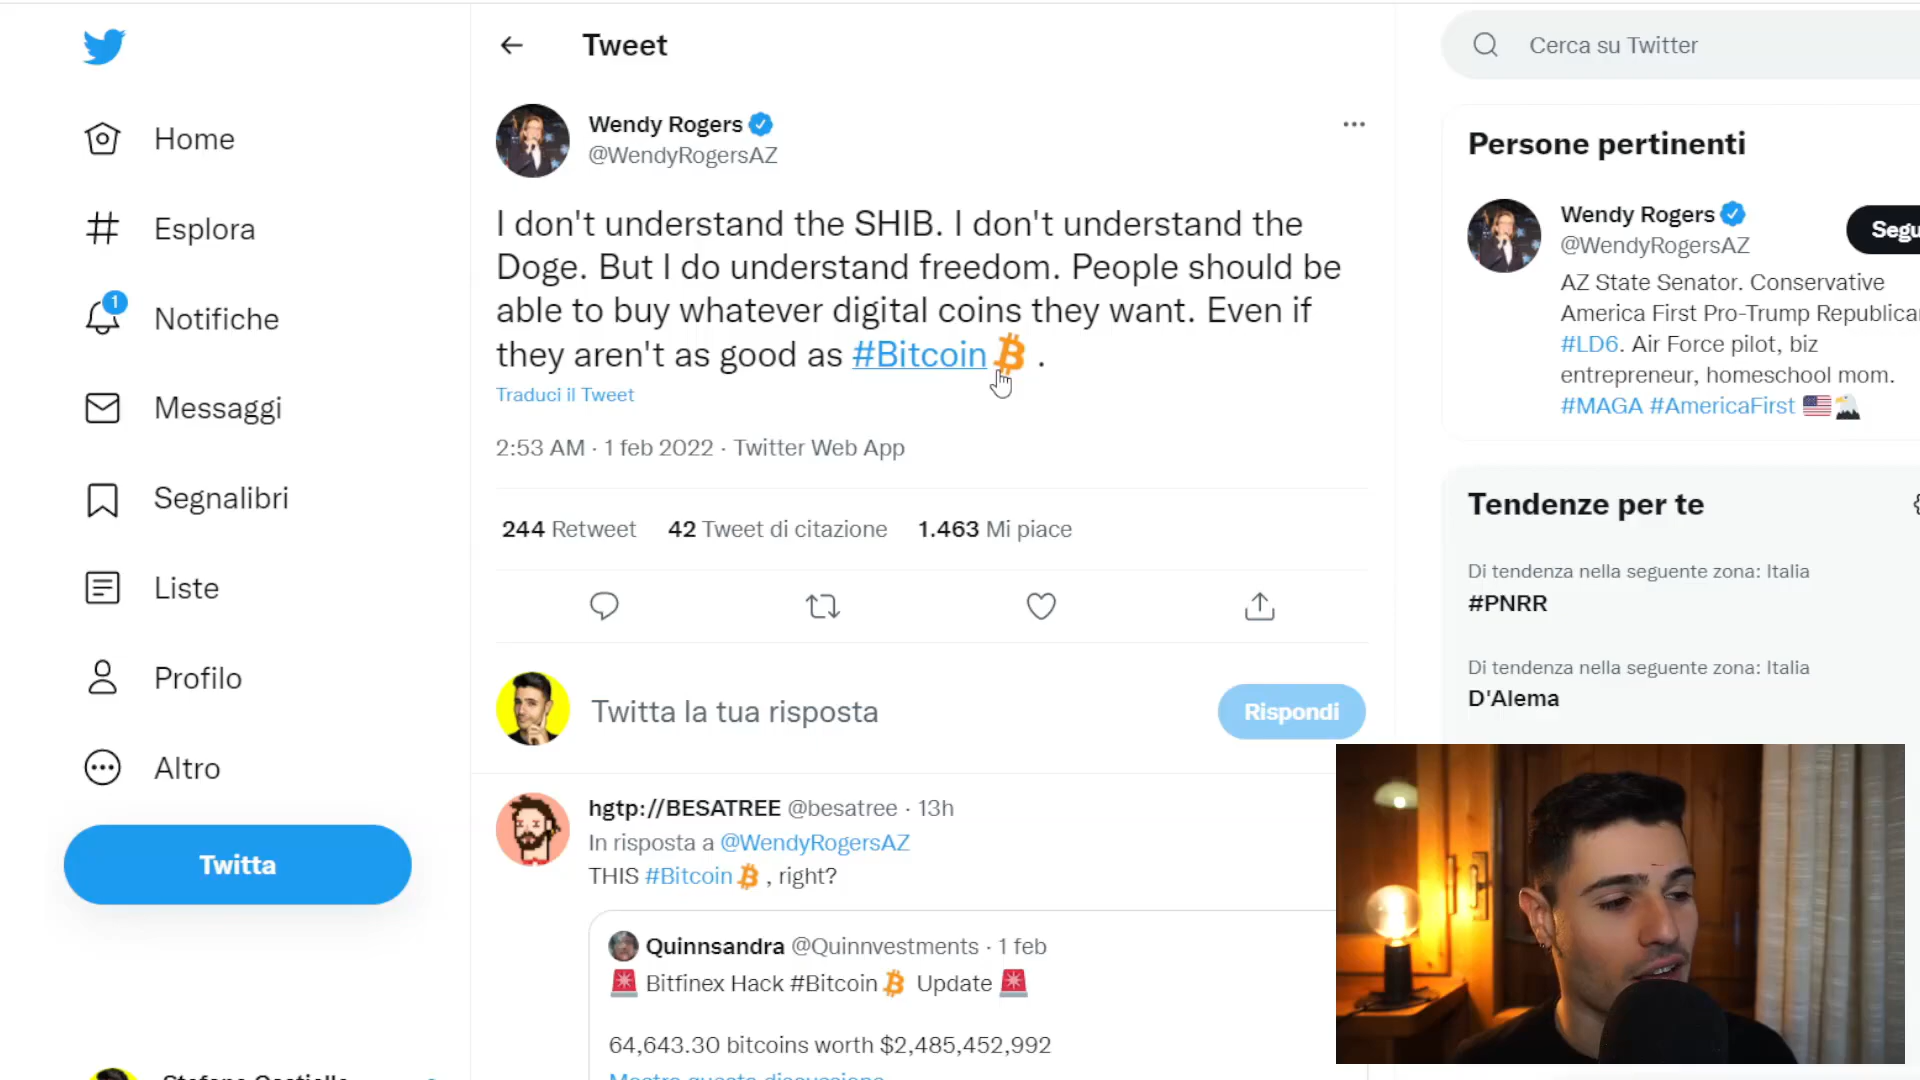 Tweet
Cerca su Twitter
Home
Esplora
1
Notifiche
Messaggi
Segnalibri
Liste
Profilo
Altro
Twitta
Wendy Rogers
@WendyRogersAZ
I don't understand the SHIB. I don't understand the
Doge. But I do understand freedom. People should be
able to buy whatever digital coins they want. Even if
they aren't as good as #Bitcoin .
Traduci il Tweet
2:53 AM · 1 feb 2022 · Twitter Web App
244 Retweet 42 Tweet di citazione 1.463 Mi piace
Twitta la tua risposta
Rispondi
hgtp://BESATREE @besatree · 13h
In risposta a @WendyRogersAZ
THIS #Bitcoin , right?
Quinnsandra @Quinnvestments · 1 feb
Bitfinex Hack #Bitcoin Update
64,643.30 bitcoins worth $2,485,452,992
Persone pertinenti
Wendy Rogers
Segu
@WendyRogersAZ
AZ State Senator. Conservative
America First Pro-Trump Republica
#LD6. Air Force pilot, biz
entrepreneur, homeschool mom.
#MAGA #AmericaFirst
Tendenze per te
Di tendenza nella seguente zona: Italia
#PNRR
Di tendenza nella seguente zona: Italia
D'Alema